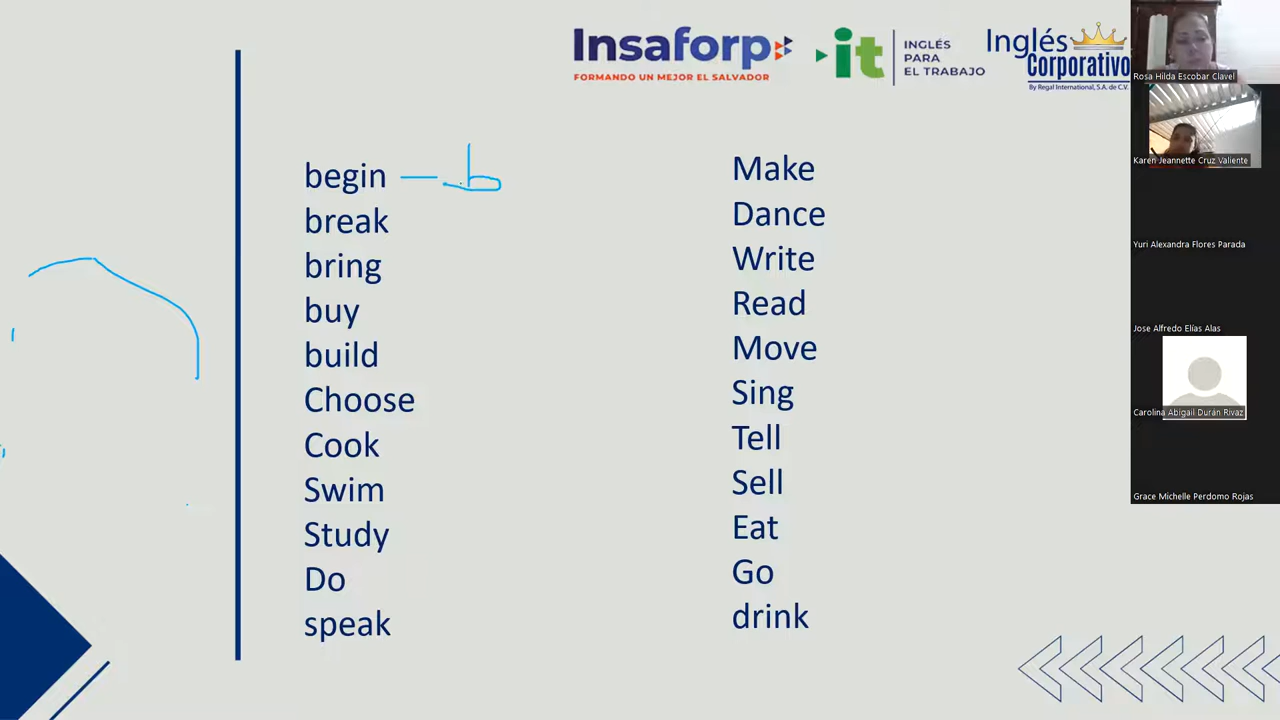 Insaforp
FORMANDO UN MEJOR EL SALVADOR
it
INGLÉS
PARA
EL TRABAJO
Inglés
Corporativo
By Regal International, S.A. de C.V.
begin — b
break
bring
buy
build
Choose
Cook
Swim
Study
Do
speak
Make
Dance
Write
Read
Move
Sing
Tell
Sell
Eat
Go
drink
Rosa Hilda Escobar Clavel
Karen Jeannette Cruz Valiente
Yuri Alexandra Flores Parada
Jose Alfredo Elías Alas
Carolina Abigail Durán Rivaz
Grace Michelle Perdomo Rojas